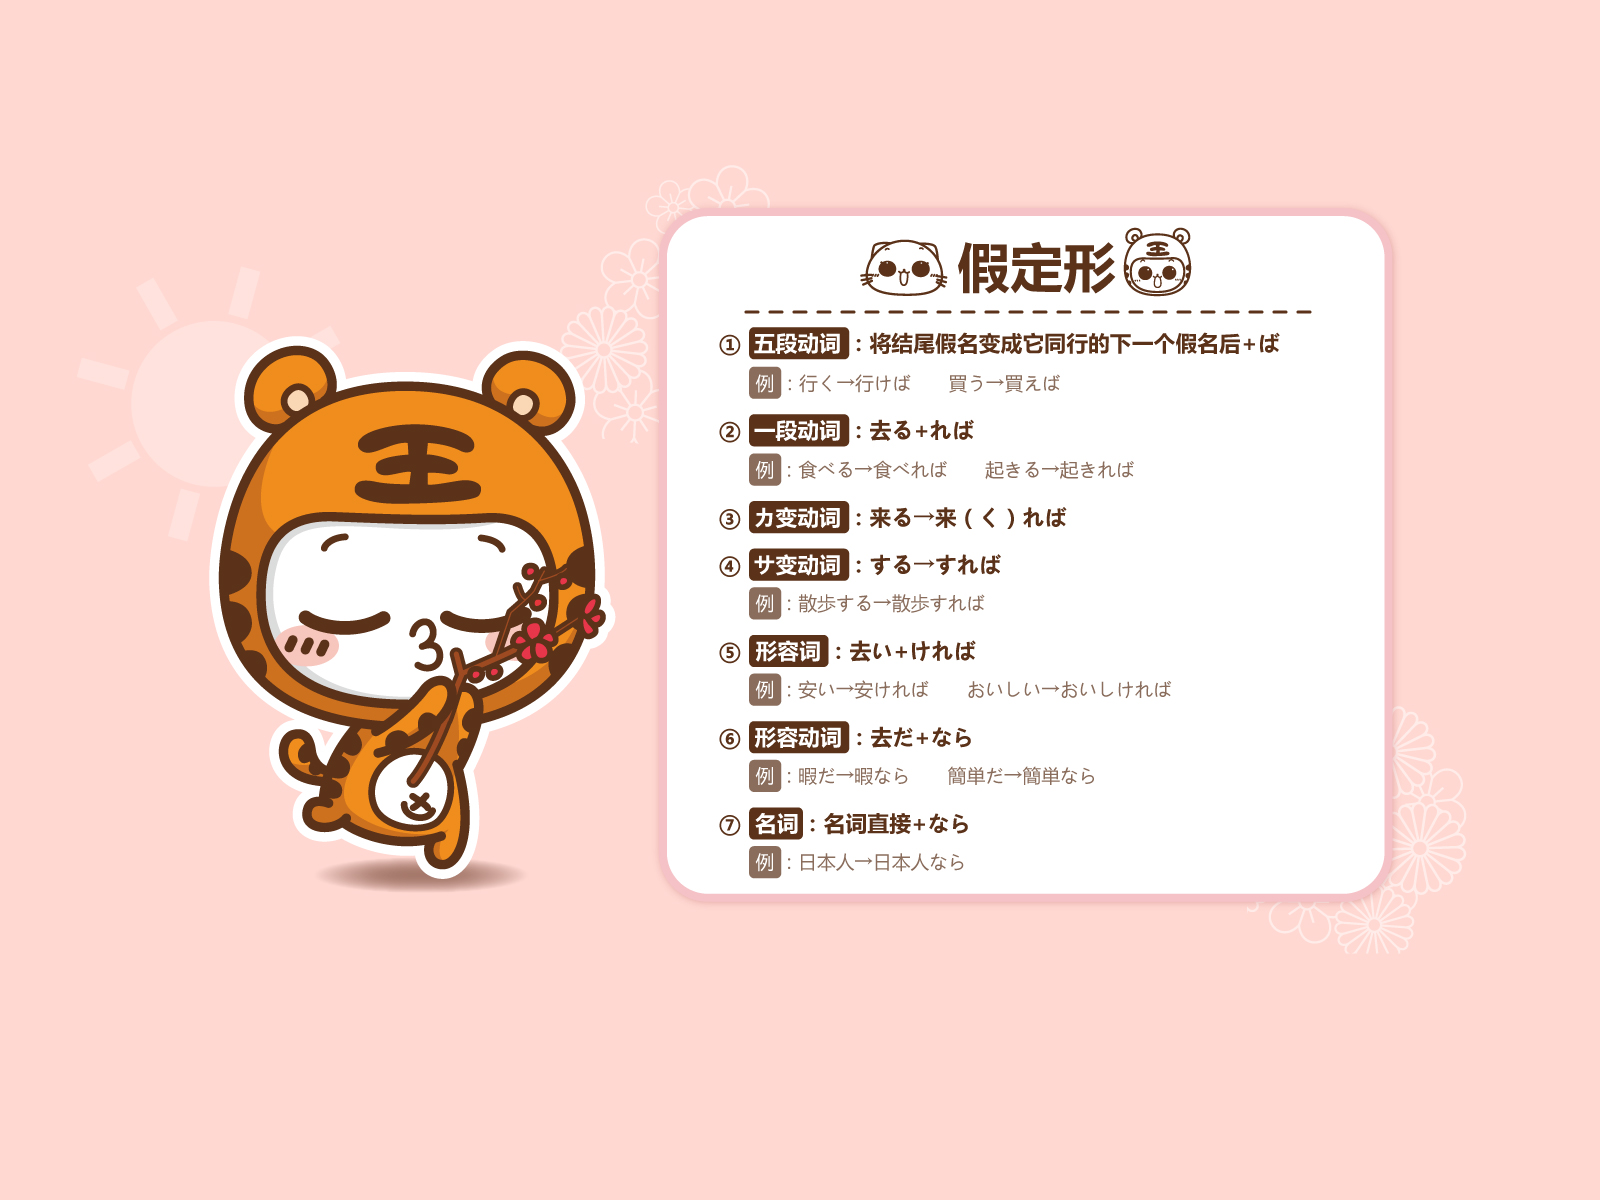 假定形
① 五段动词：将结尾假名变成它同行的下一个假名后+ば
例：行く→行けば　　買う→買えば
② 一段动词：去る+れば
例：食べる→食べれば　　起きる→起きれば
③ カ变动词：来る→来（く）れば
④ サ变动词：する→すれば
例：散歩する→散歩すれば
⑤ 形容词：去い+ければ
例：安い→安ければ　　おいしい→おいしければ
⑥ 形容动词：去だ+なら
例：暇だ→暇なら　　簡単だ→簡単なら
⑦ 名词：名词直接+なら
例：日本人→日本人なら
王
王